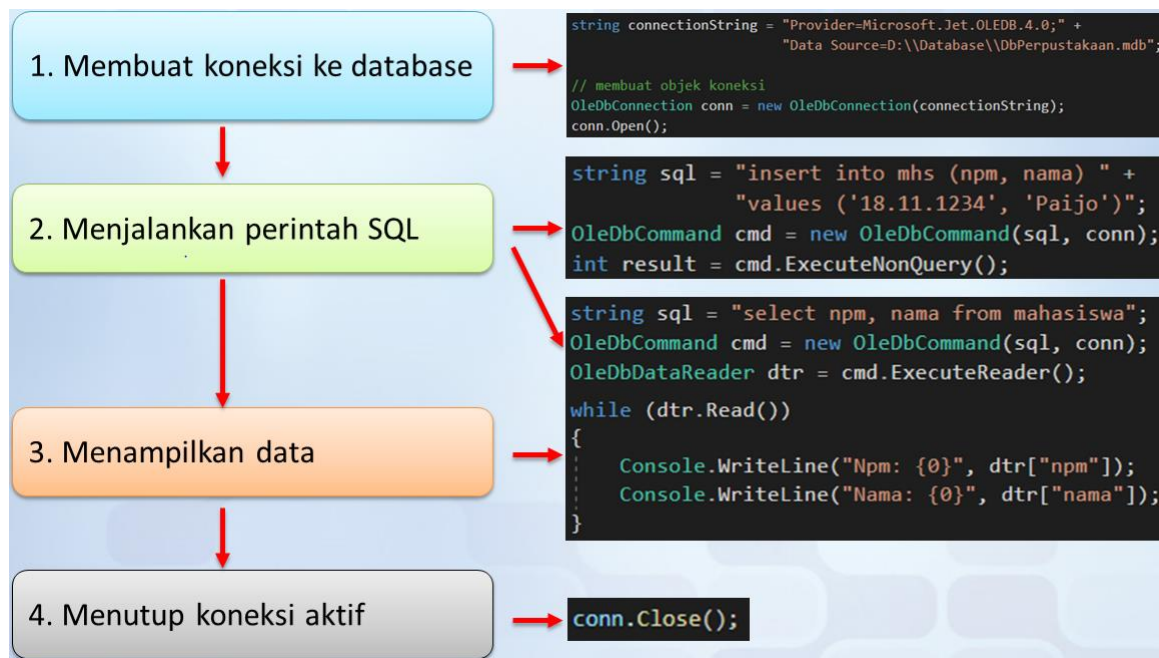 1. Membuat koneksi ke database
string connectionString = "Provider=Microsoft.Jet.OLEDB.4.0;" +
"Data Source=D:\\Database\\DbPerpustakaan.mdb";
// membuat objek koneksi
OleDbConnection conn = new OleDbConnection(connectionString);
conn.Open();
2. Menjalankan perintah SQL
string sql = "insert into mhs (npm, nama) " +
"values ('18.11.1234', 'Paijo')";
OleDbCommand cmd = new OleDbCommand(sql, conn);
int result = cmd.ExecuteNonQuery();
string sql = "select npm, nama from mahasiswa";
OleDbCommand cmd = new OleDbCommand(sql, conn);
OleDbDataReader dtr = cmd.ExecuteReader();
3. Menampilkan data
while (dtr.Read())
{
Console.WriteLine("Npm: {0}", dtr["npm"]);
Console.WriteLine("Nama: {0}", dtr["nama"]);
}
4. Menutup koneksi aktif
conn.Close();